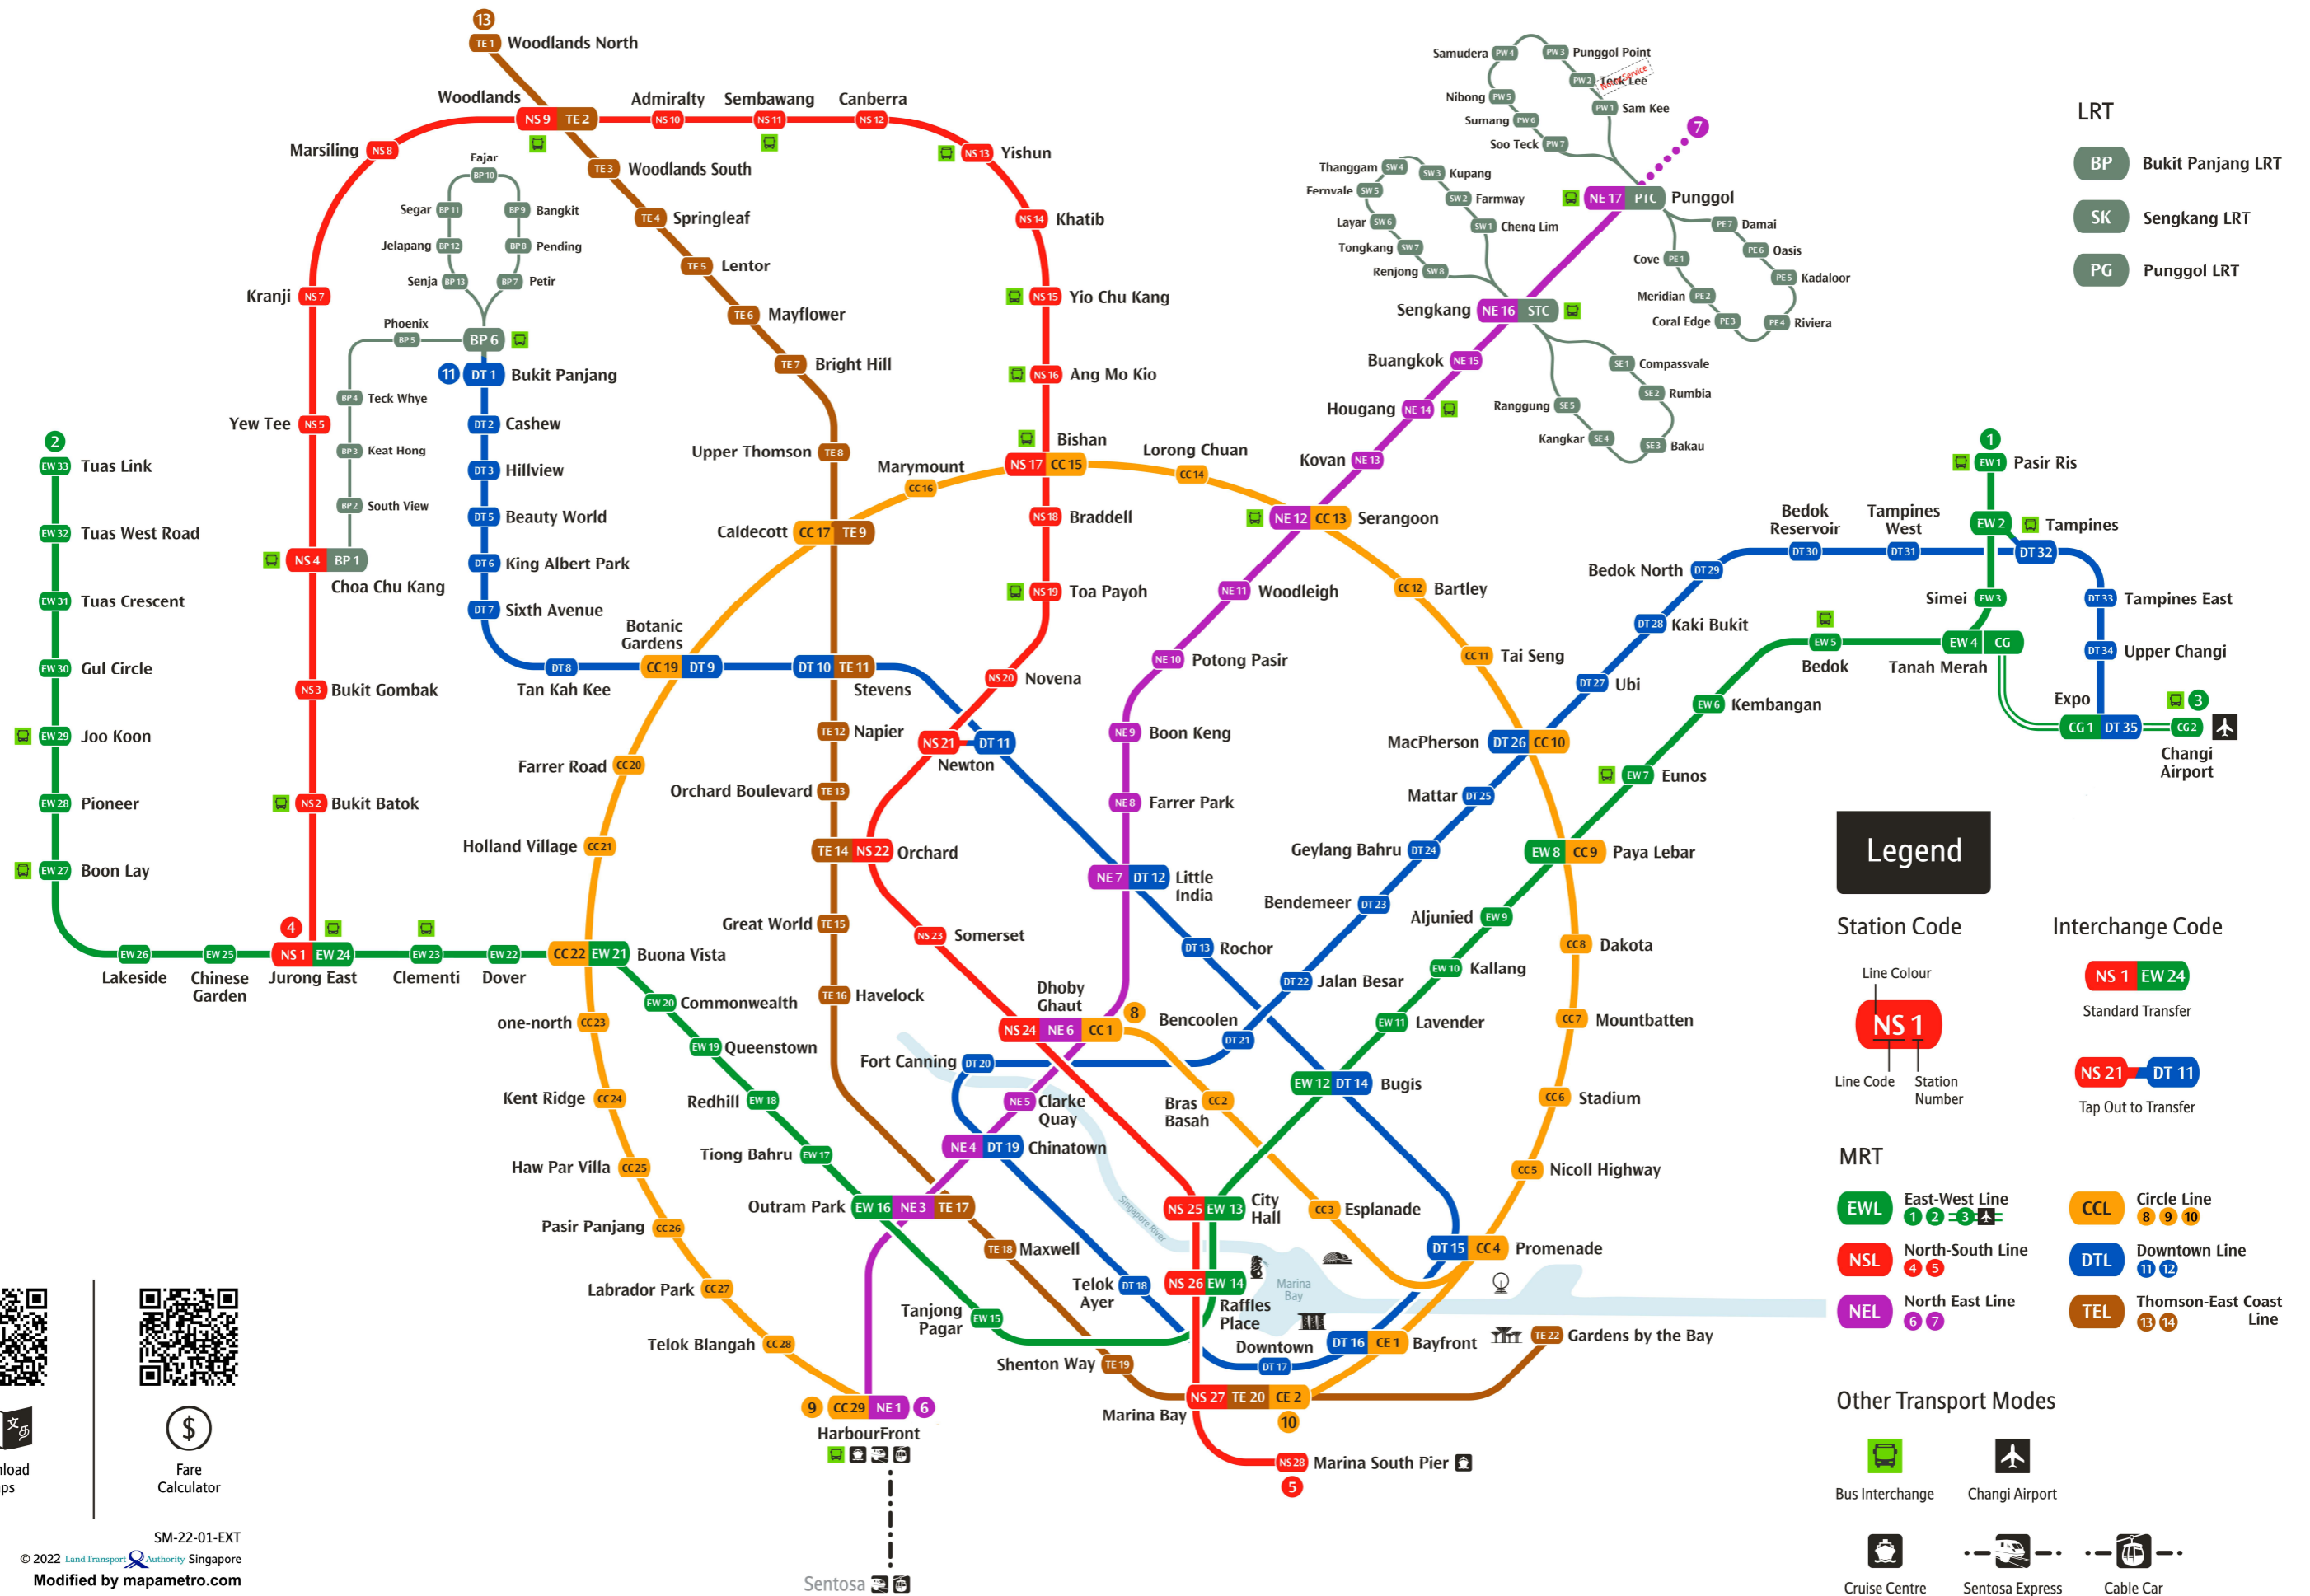 13
TE 1 Woodlands North
Woodlands
NS 9 TE 2
Admiralty
NS 10
Sembawang
NS 11
Canberra
NS 12
Marsiling NS 8
NS 13 Yishun
TE 3 Woodlands South
NS 14 Khatib
TE 4 Springleaf
TE 5 Lentor
Kranji NS 7
NS 15 Yio Chu Kang
TE 6 Mayflower
TE 7 Bright Hill
NS 16 Ang Mo Kio
Fajar
BP 10
Segar BP 11
BP 9 Bangkit
Jelapang BP 12
BP 8 Pending
Senja BP 13
BP 7 Petir
Phoenix
BP 5
BP 6
11 DT 1 Bukit Panjang
BP 4 Teck Whye
BP 3 Keat Hong
BP 2 South View
Yew Tee NS 5
NS 4 BP 1
Choa Chu Kang
DT 2 Cashew
DT 3 Hillview
DT 5 Beauty World
DT 6 King Albert Park
DT 7 Sixth Avenue
DT 8
Tan Kah Kee
Botanic
Gardens
CC 19 DT 9
DT 10 TE 11
Stevens
Upper Thomson TE 8
Marymount
CC 16
Bishan
NS 17 CC 15
Lorong Chuan
CC 14
Caldecott CC 17 TE 9
NS 18 Braddell
NS 19 Toa Payoh
NS 20 Novena
NS 21 DT 11
Newton
Samudera PW 4
PW 3 Punggol Point
PW 2 Teck Lee
Nibong PW 5
PW 1 Sam Kee
Sumang PW 6
Soo Teck PW 7
7
NE 17 PTC Punggol
Thanggam SW 4
SW 3 Kupang
Fernvale SW 5
SW 2 Farmway
Layar SW 6
SW 1 Cheng Lim
Tongkang SW 7
Renjong SW 8
PE 7 Damai
PE 6 Oasis
Cove PE 1
PE 5 Kadaloor
Meridian PE 2
Coral Edge PE 3
PE 4 Riviera
Sengkang NE 16 STC
Buangkok NE 15
SE 1 Compassvale
SE 2 Rumbia
Ranggung SE 5
Kangkar SE 4
SE 3 Bakau
Hougang NE 14
Kovan NE 13
NE 12 CC 13 Serangoon
NE 11 Woodleigh
NE 10 Potong Pasir
NE 9 Boon Keng
NE 8 Farrer Park
NE 7 DT 12 Little
India
CC 12 Bartley
CC 11 Tai Seng
MacPherson DT 26 CC 10
Mattar DT 25
Geylang Bahru DT 24
Bendemeer DT 23
DT 22 Jalan Besar
Bencoolen
DT 21
DT 13 Rochor
DT 27 Ubi
DT 28 Kaki Bukit
Bedok North DT 29
Bedok
Reservoir
DT 30
Tampines
West
DT 31
1
EW 1 Pasir Ris
EW 2 Tampines
DT 32
Simei EW 3
DT 33 Tampines East
DT 34 Upper Changi
EW 4 CG
Tanah Merah
EW 5
Bedok
Expo
CG 1 DT 35
3
CG 2
Changi
Airport
EW 6 Kembangan
EW 7 Eunos
EW 8 CC 9 Paya Lebar
Aljunied EW 9
EW 10 Kallang
EW 11 Lavender
EW 12 DT 14 Bugis
CC 8 Dakota
CC 7 Mountbatten
CC 6 Stadium
CC 5 Nicoll Highway
DT 15 CC 4 Promenade
2
EW 33 Tuas Link
EW 32 Tuas West Road
EW 31 Tuas Crescent
EW 30 Gul Circle
EW 29 Joo Koon
EW 28 Pioneer
EW 27 Boon Lay
EW 26
Lakeside
EW 25
Chinese
Garden
NS 3 Bukit Gombak
NS 2 Bukit Batok
4
NS 1 EW 24
Jurong East
EW 23
Clementi
EW 22
Dover
CC 22 EW 21 Buona Vista
Farrer Road CC 20
Holland Village CC 21
TE 12 Napier
Orchard Boulevard TE 13
TE 14 NS 22 Orchard
Great World TE 15
NS 23 Somerset
TE 16 Havelock
EW 20 Commonwealth
one-north CC 23
EW 19 Queenstown
Kent Ridge CC 24
Redhill EW 18
Haw Par Villa CC 25
Tiong Bahru EW 17
Pasir Panjang CC 26
Outram Park EW 16 NE 3 TE 17
Labrador Park CC 27
Telok Blangah CC 28
9 CC 29 NE 1 6
HarbourFront
Sentosa
Dhoby
Ghaut
NS 24 NE 6 CC 1
8
Fort Canning DT 20
NE 5 Clarke
Quay
NE 4 DT 19 Chinatown
Bras
Basah
CC 2
CC 3 Esplanade
NS 25 EW 13 City
Hall
NS 26 EW 14
Raffles
Place
Singapore River
Marina
Bay
TE 18 Maxwell
Telok
Ayer
DT 18
Tanjong
Pagar
EW 15
Shenton Way TE 19
Downtown
DT 17
DT 16 CE 1 Bayfront
TE 22 Gardens by the Bay
NS 27 TE 20 CE 2
Marina Bay
10
NS 28 Marina South Pier
5
LRT
BP Bukit Panjang LRT
SK Sengkang LRT
PG Punggol LRT
Legend
Station Code
Interchange Code
Line Colour
NS 1
Line Code
Station
Number
NS 1 EW 24
Standard Transfer
NS 21 DT 11
Tap Out to Transfer
MRT
EWL East-West Line
1 2 3
CCL Circle Line
8 9 10
NSL North-South Line
4 5
DTL Downtown Line
11 12
NEL North East Line
6 7
TEL Thomson-East Coast
Line
13 14
Other Transport Modes
Bus Interchange
Changi Airport
Cruise Centre
Sentosa Express
Cable Car
$
Fare
Calculator
SM-22-01-EXT
© 2022 Land Transport Authority Singapore
Modified by mapametro.com